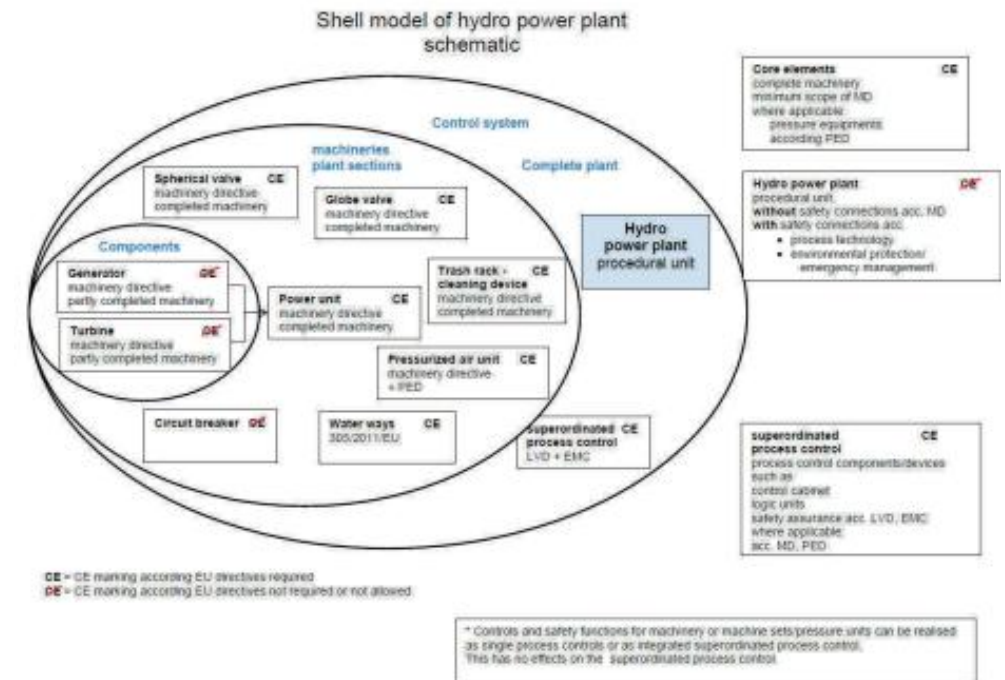 Shell model of hydro power plant
schematic
Control system
machineries
plant sections
Complete plant
Spherical valve CE
machinery directive
completed machinery
Globe valve CE
machinery directive
completed machinery
Components
Generator CE
machinery directive
partly completed machinery
Turbine CE
machinery directive
partly completed machinery
Power unit CE
machinery directive
completed machinery
Trash rack - CE
cleaning device
machinery directive
completed machinery
Pressurized air unit CE
machinery directive
+ PED
Circuit breaker CE
Water ways CE
305/2011/EU
superordinated CE
process control
LVD + EMC
Hydro
power plant
procedural unit
Core elements CE
complete machinery
minimum scope of MD
where applicable
pressure equipments
according PED
Hydro power plant CE
procedural unit,
without safety connections acc. MD
with safety connections acc.
• process technology
• environmental protection/
emergency management
superordinated CE
process control
process control components/devices
such as
control cabinet
logic units
safety assurance acc. LVD, EMC
where applicable:
acc. MD, PED
CE = CE marking according EU directives required
CE = CE marking according EU directives not required or not allowed
* Controls and safety functions for machinery or machine sets/pressure units can be realised
as single process controls or as integrated superordinated process control.
This has no effects on the superordinated process control